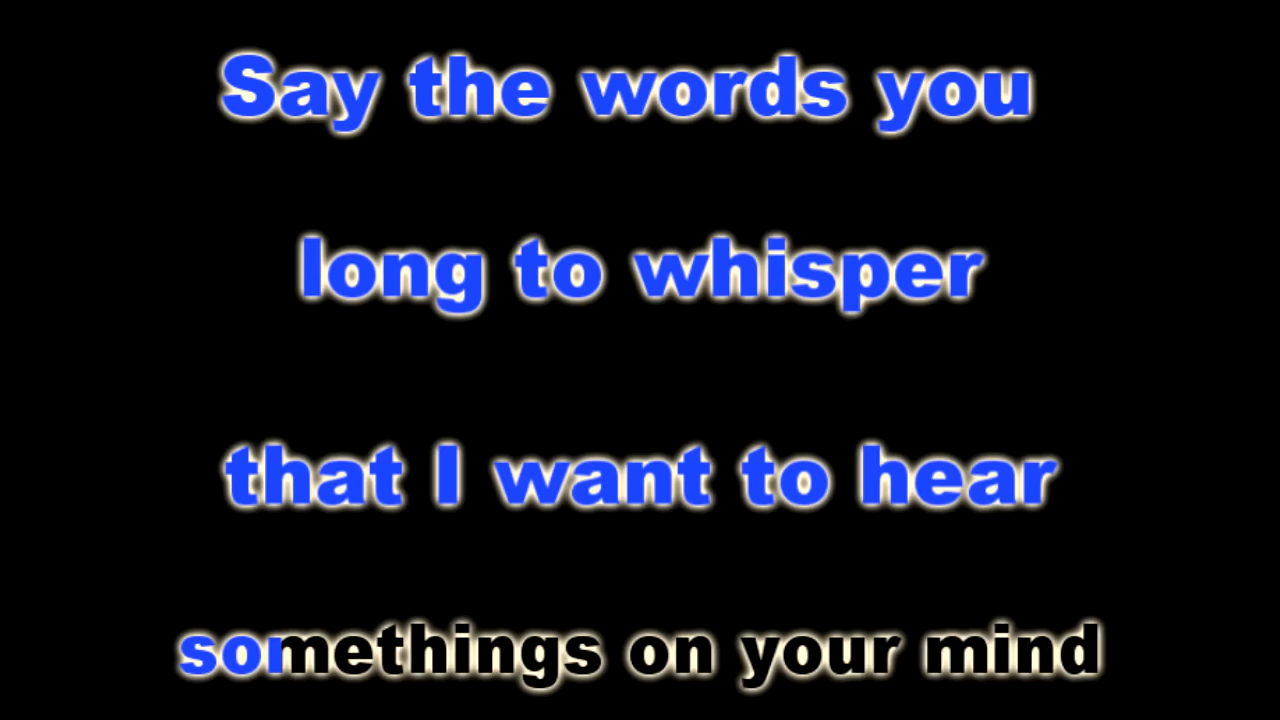 Say the words you
long to whisper
that I want to hear
somethings on your mind